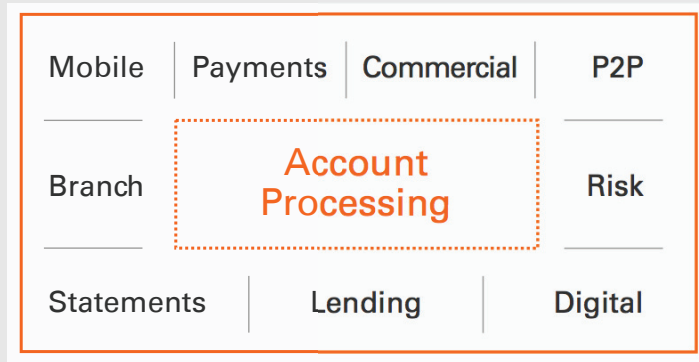 Mobile Payments Commercial P2P
Account
Processing
Branch Risk
Statements Lending Digital